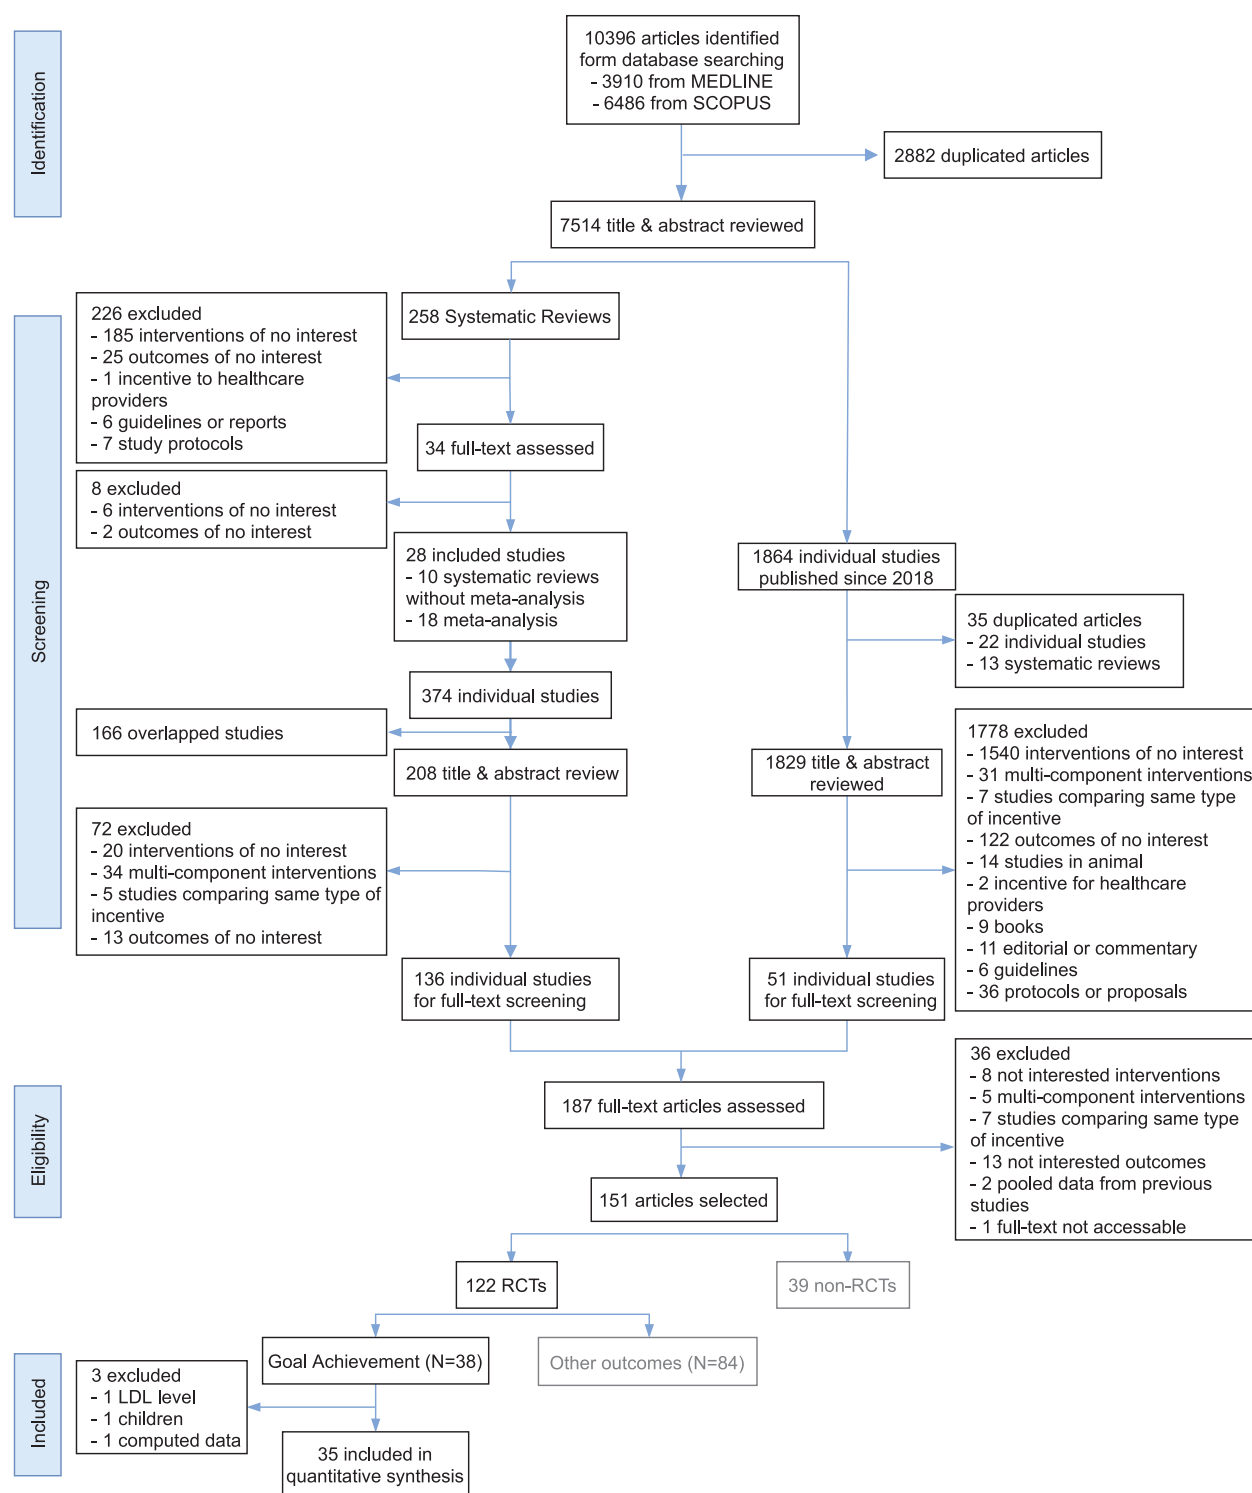 Identification
10396 articles identified
form database searching
- 3910 from MEDLINE
- 6486 from SCOPUS
2882 duplicated articles
7514 title & abstract reviewed
Screening
226 excluded
- 185 interventions of no interest
- 25 outcomes of no interest
- 1 incentive to healthcare
providers
- 6 guidelines or reports
- 7 study protocols
258 Systematic Reviews
34 full-text assessed
8 excluded
- 6 interventions of no interest
- 2 outcomes of no interest
28 included studies
- 10 systematic reviews
without meta-analysis
- 18 meta-analysis
1864 individual studies
published since 2018
35 duplicated articles
- 22 individual studies
- 13 systematic reviews
374 individual studies
166 overlapped studies
208 title & abstract review
1829 title & abstract
reviewed
1778 excluded
- 1540 interventions of no interest
- 31 multi-component interventions
- 7 studies comparing same type
of incentive
- 122 outcomes of no interest
- 14 studies in animal
- 2 incentive for healthcare
providers
- 9 books
- 11 editorial or commentary
- 6 guidelines
- 36 protocols or proposals
72 excluded
- 20 interventions of no interest
- 34 multi-component interventions
- 5 studies comparing same type of
incentive
- 13 outcomes of no interest
136 individual studies
for full-text screening
51 individual studies
for full-text screening
Eligibility
187 full-text articles assessed
36 excluded
- 8 not interested interventions
- 5 multi-component interventions
- 7 studies comparing same type
of incentive
- 13 not interested outcomes
- 2 pooled data from previous
studies
- 1 full-text not accessable
151 articles selected
122 RCTs
39 non-RCTs
Included
Goal Achievement (N=38)
Other outcomes (N=84)
3 excluded
- 1 LDL level
- 1 children
- 1 computed data
35 included in
quantitative synthesis